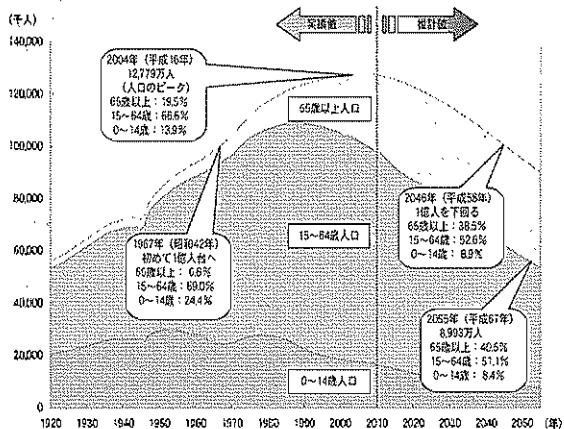 (千人)
140,000
120,000
100,000
80,000
60,000
40,000
20,000
0
実績値
推計値
2004年（平成16年）
12,779万人
（人口のピーク）
65歳以上：19.5%
15～64歳：66.6%
0～14歳：13.9%
65歳以上人口
1967年（昭和42年）
初めて1億人台へ
65歳以上：6.6%
15～64歳：69.0%
0～14歳：24.4%
15～64歳人口
2046年（平成58年）
1億人を下回る
65歳以上：38.5%
15～64歳：52.6%
0～14歳：8.9%
2055年（平成67年）
8,993万人
65歳以上：40.5%
15～64歳：51.1%
0～14歳：8.4%
0～14歳人口
1920 1930 1940 1950 1960 1970 1980 1990 2000 2010 2020 2030 2040 2050 (年)